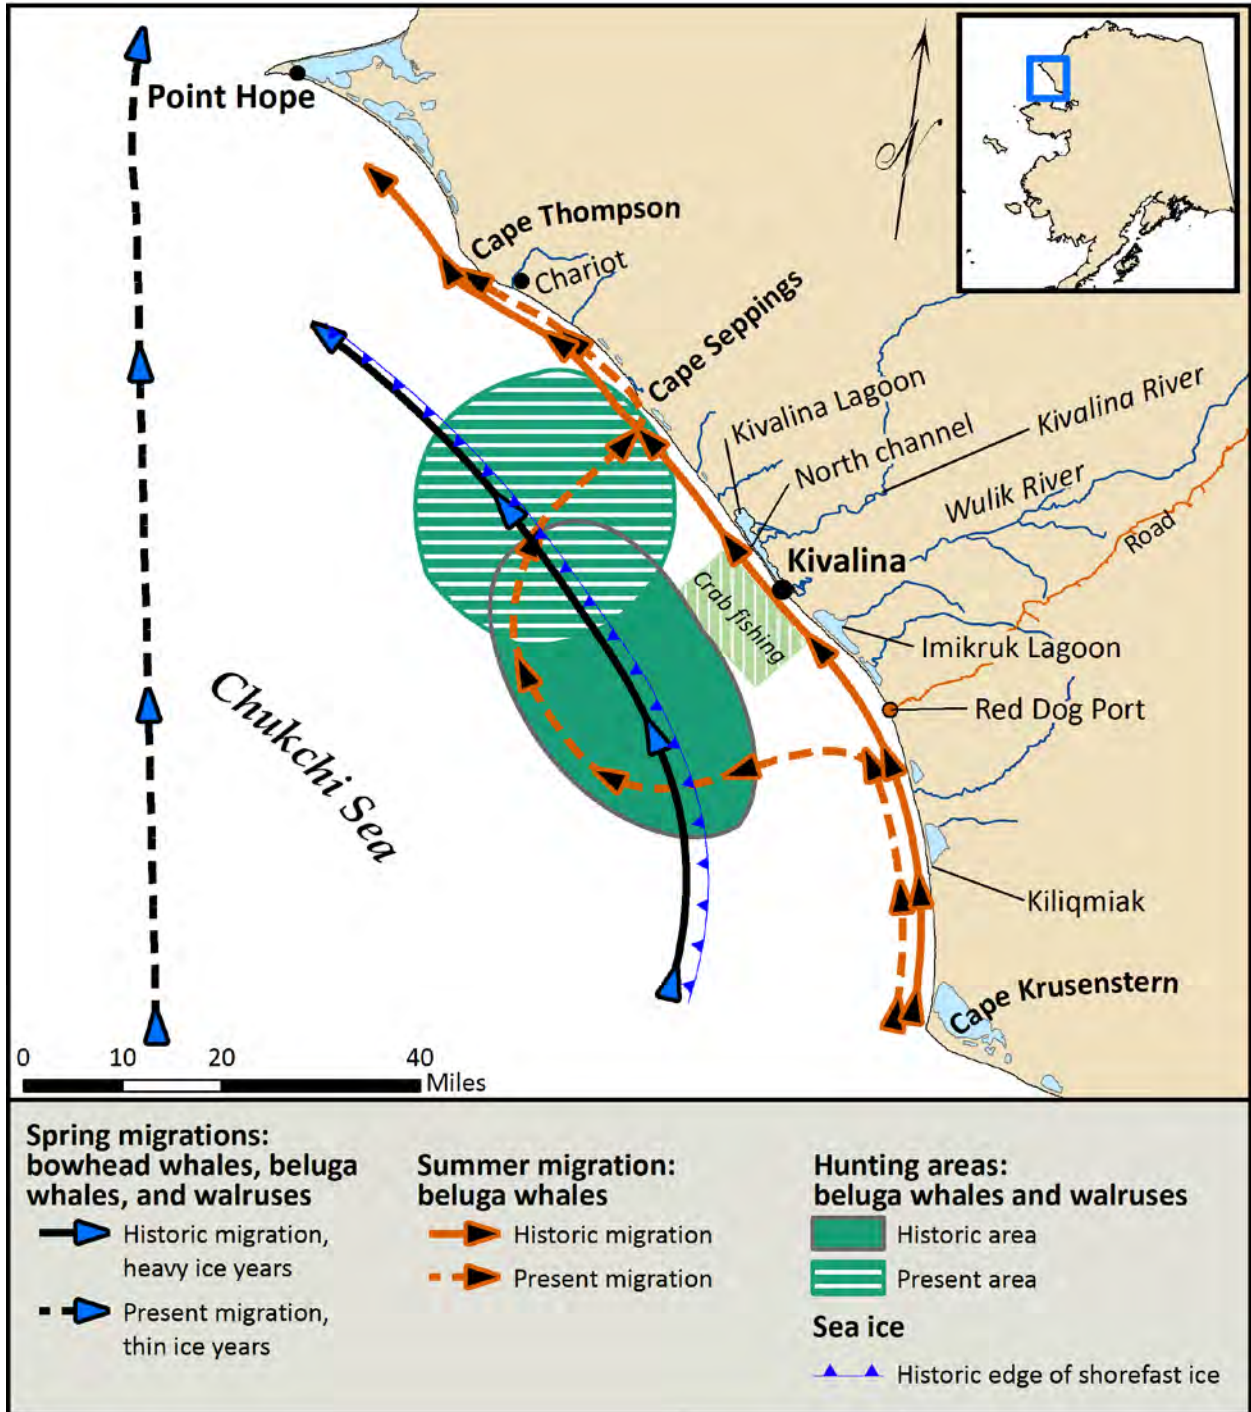 Point Hope
N
Cape Thompson
Chariot
Cape Seppings
Kivalina Lagoon
North channel
Kivalina River
Wulik River
Road
Kivalina
Crab fishing
Imikruk Lagoon
Red Dog Port
Chukchi Sea
Kiliqmiak
Cape Krusenstern
0 10 20 40
Miles
Spring migrations:
bowhead whales, beluga
whales, and walruses
Historic migration,
heavy ice years
Present migration,
thin ice years
Summer migration:
beluga whales
Historic migration
Present migration
Hunting areas:
beluga whales and walruses
Historic area
Present area
Sea ice
Historic edge of shorefast ice